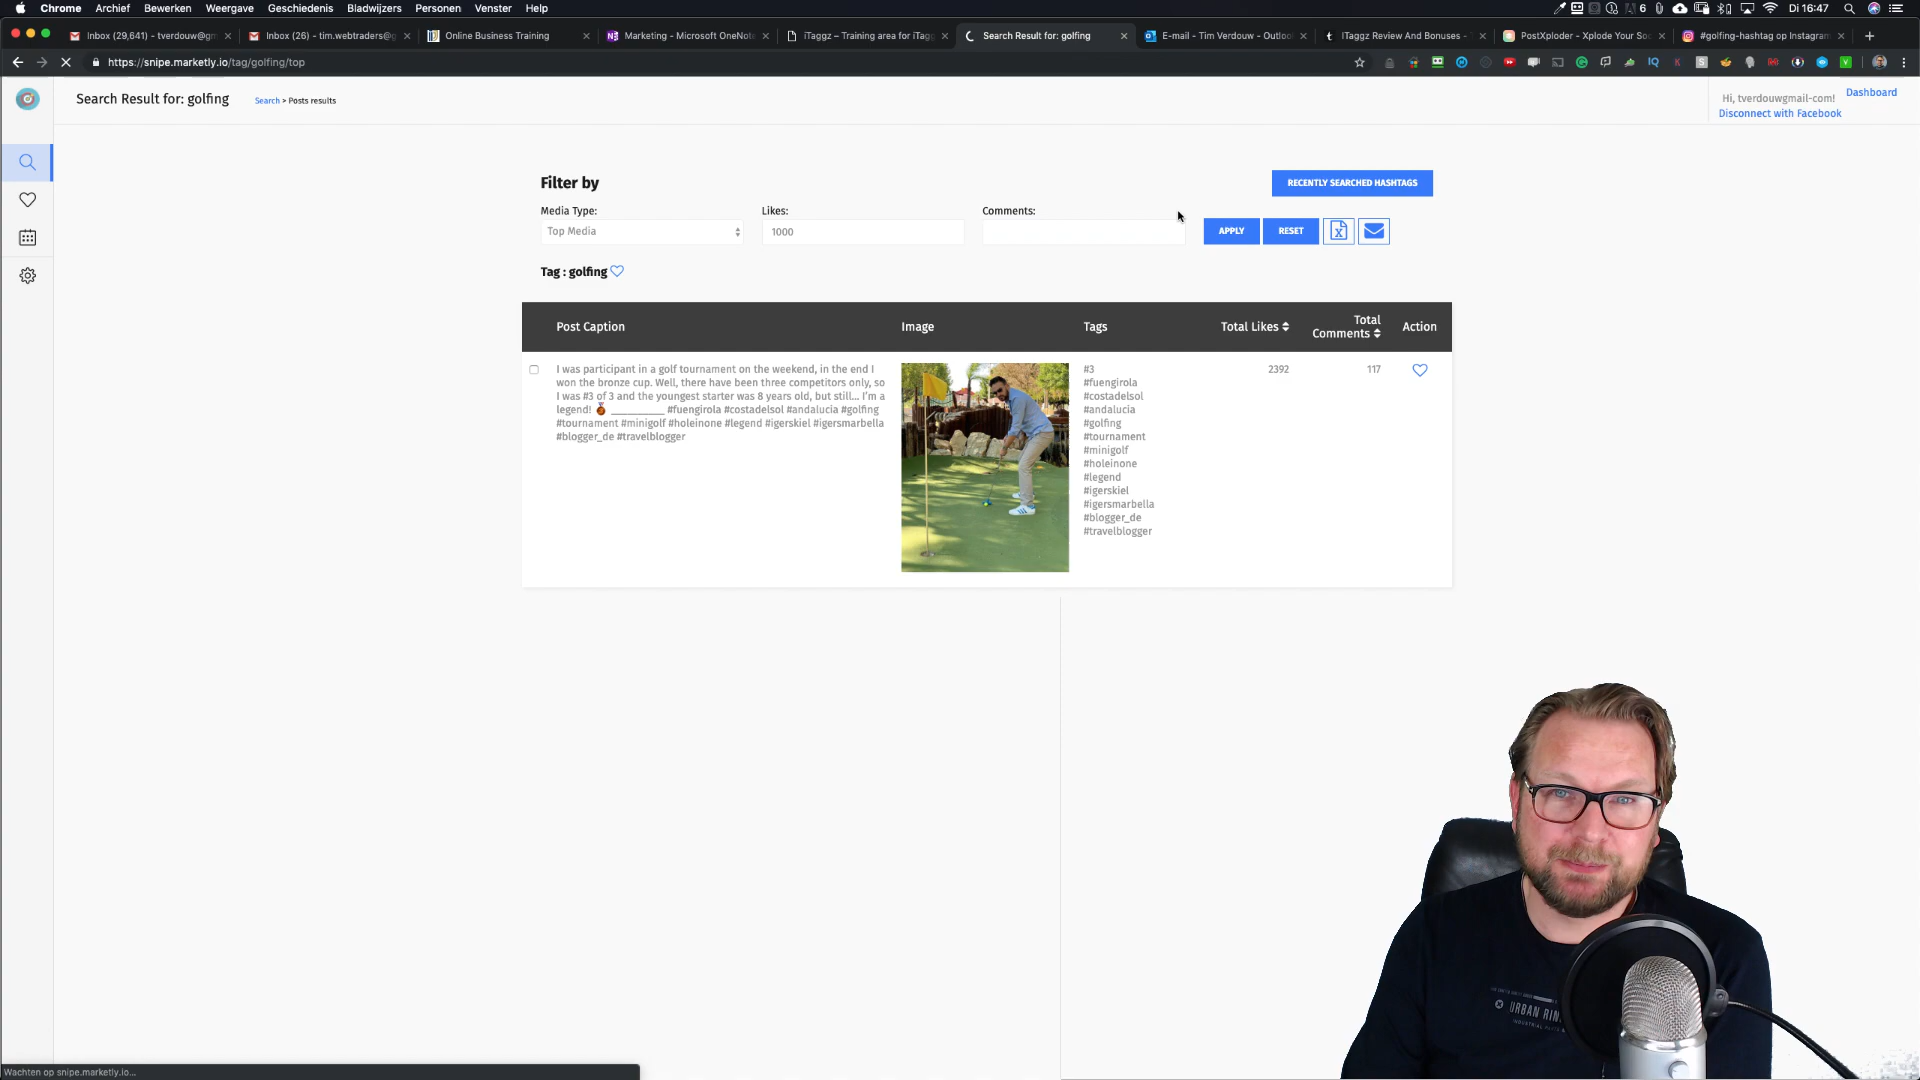 Chrome Archief Bewerken Weergave Geschiedenis Bladwijzers Personen Venster Help 6 Di 16:47
Inbox (29,641) - tverdouw@gm Inbox (26) - tim.webtraders@g Online Business Training Marketing - Microsoft OneNote iTaggz – Training area for iTagg Search Result for: golfing E-mail - Tim Verdouw - Outloo ITaggz Review And Bonuses - PostXploder - Xplode Your So #golfing-hashtag op Instagram
https://snipe.marketly.io/tag/golfing/top
Search Result for: golfing Search > Posts results
Hi, tverdouwgmail-com! Dashboard
Disconnect with Facebook
Filter by
RECENTLY SEARCHED HASHTAGS
Media Type: Likes: Comments:
Top Media 1000 APPLY RESET
Tag : golfing
Post Caption Image Tags Total Likes Total Comments Action
I was participant in a golf tournament on the weekend, in the end I
won the bronze cup. Well, there have been three competitors only, so
I was #3 of 3 and the youngest starter was 8 years old, but still... I'm a
legend! 🏅 __________ #fuengirola #costadelsol #andalucia #golfing
#tournament #minigolf #holeinone #legend #igerskiel #igersmarbella
#blogger_de #travelblogger
#3
#fuengirola
#costadelsol
#andalucia
#golfing
#tournament
#minigolf
#holeinone
#legend
#igerskiel
#igersmarbella
#blogger_de
#travelblogger
2392
117
URBAN RIN
Wachten op snipe.marketly.io...